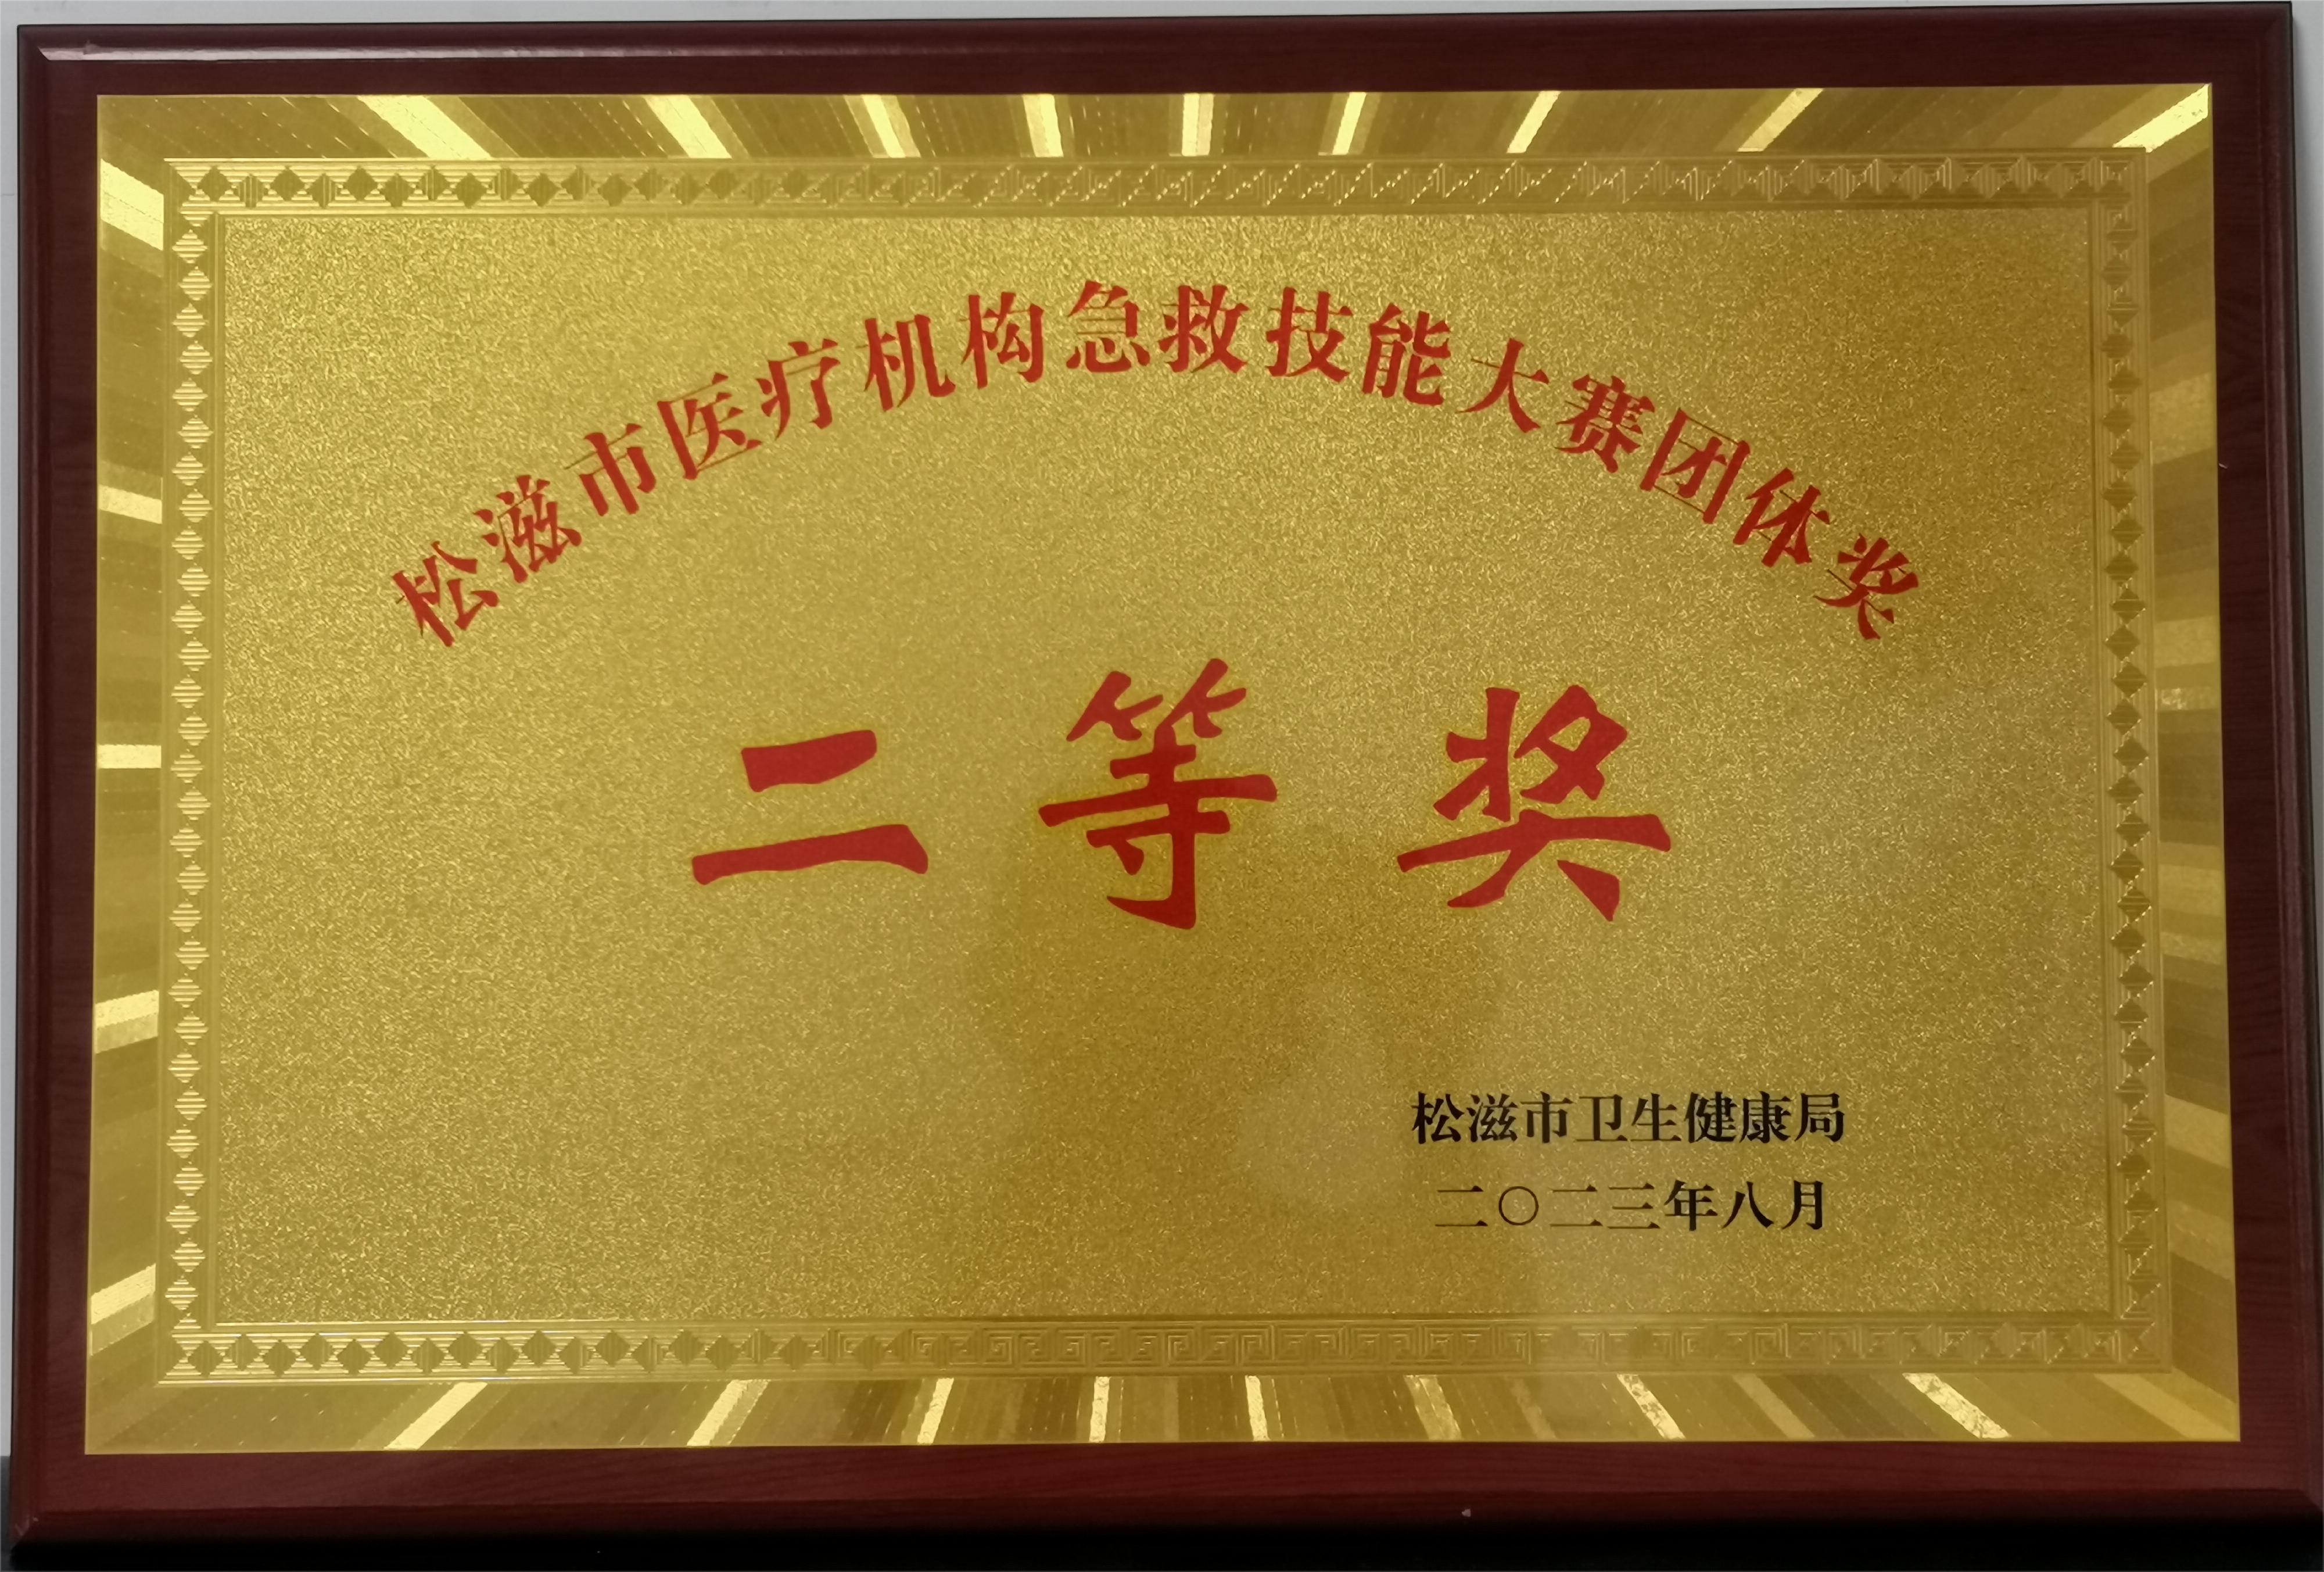 松滋市医疗机构急救技能大赛团体奖
二等奖
松滋市卫生健康局
二〇二三年八月